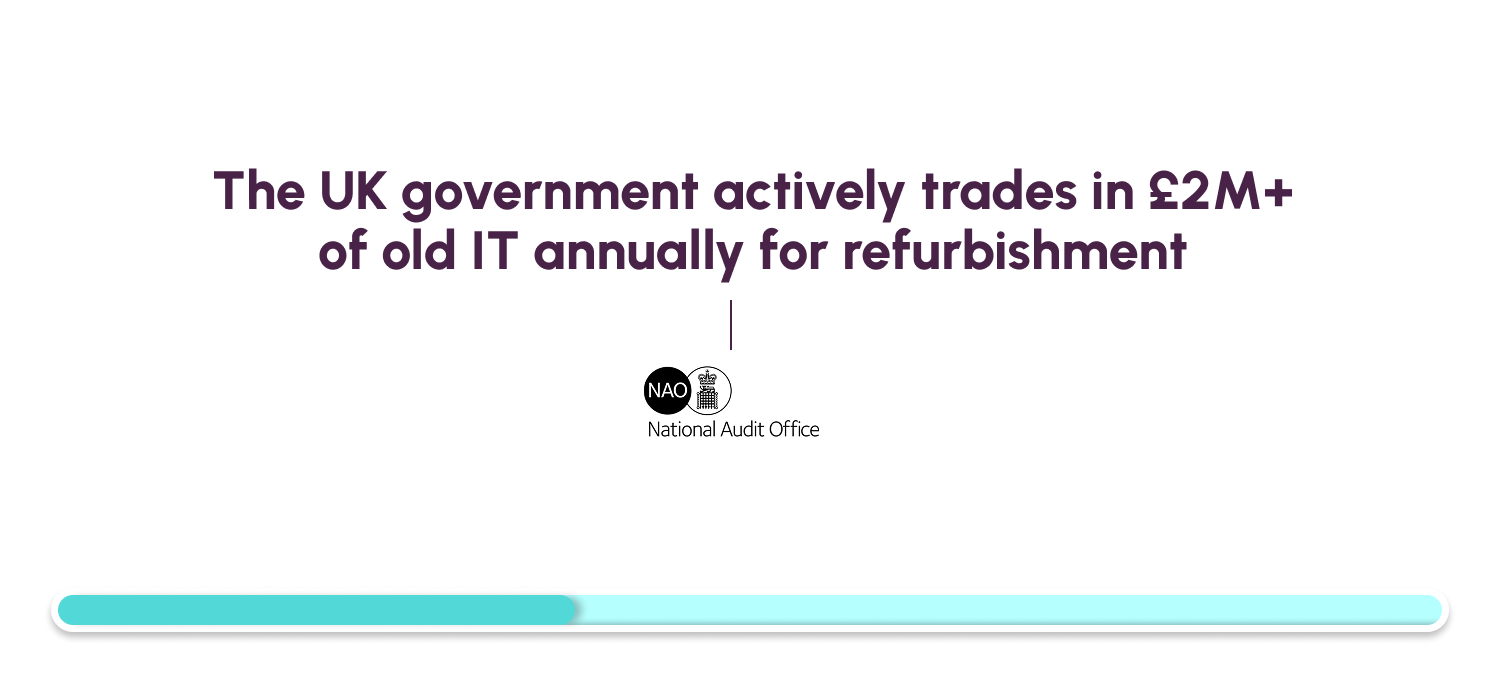 The UK government actively trades in £2M+
of old IT annually for refurbishment
NAO
National Audit Office